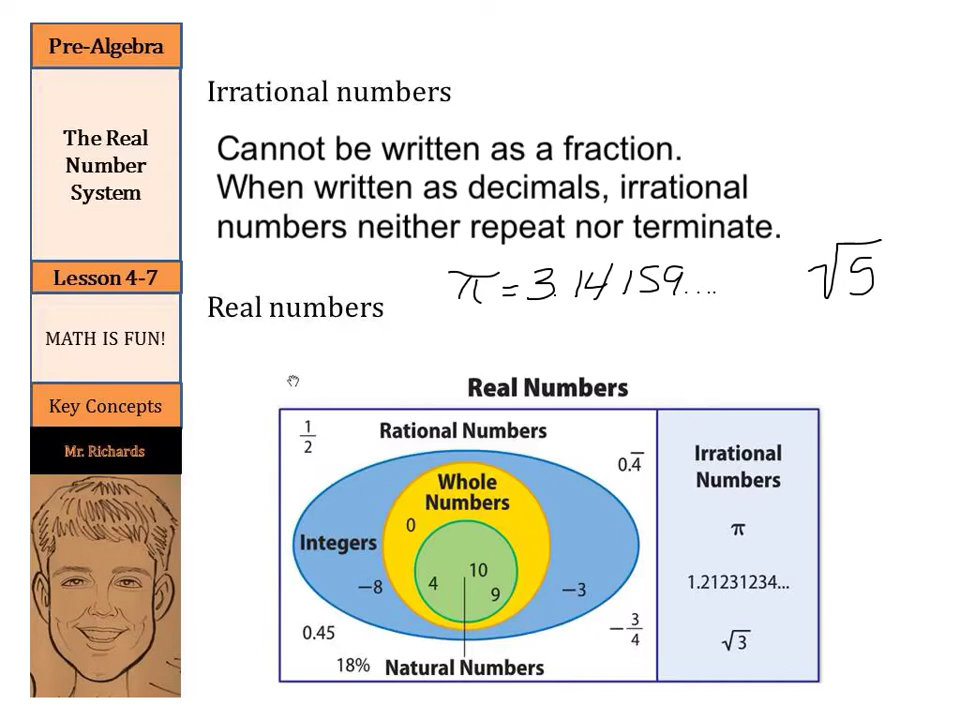 Pre-Algebra
The Real
Number
System
Lesson 4-7
MATH IS FUN!
Key Concepts
Mr. Richards
Irrational numbers
Cannot be written as a fraction.
When written as decimals, irrational
numbers neither repeat nor terminate.
π = 3.14159.... √5
Real numbers
Real Numbers
1/2
Rational Numbers
0.4̅
Whole
Numbers
0
Integers
10
−8
4
9
−3
0.45
−3/4
18%
Natural Numbers
Irrational
Numbers
π
1.21231234...
√3